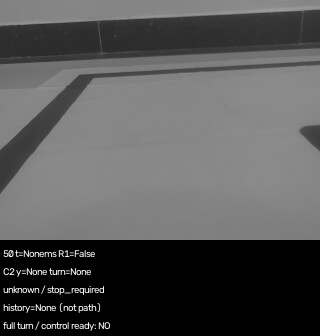 50 t=Nonems R1=False
C2 y=None turn=None
unknown / stop_required
history=None (not path)
full turn / control ready: NO